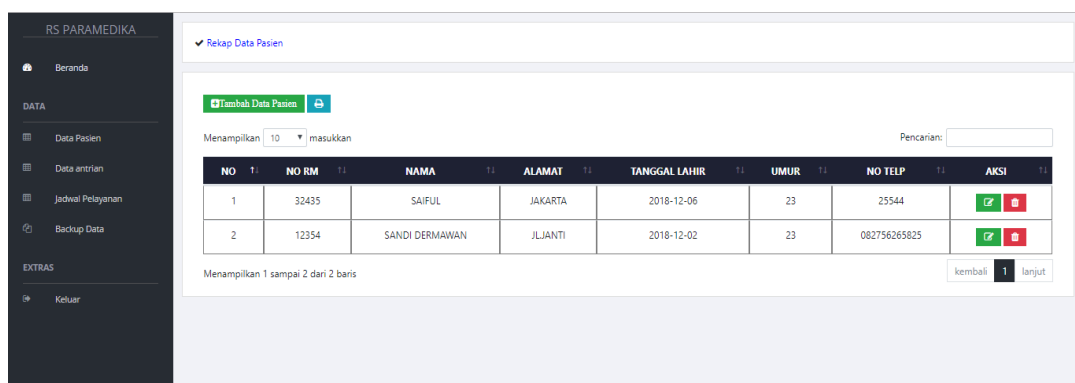 RS PARAMEDIKA
Beranda
DATA
Data Pasien
Data antrian
Jadwal Pelayanan
Backup Data
EXTRAS
Keluar
Rekap Data Pasien
Tambah Data Pasien
Menampilkan 10 masukkan Pencarian:
NO NO RM NAMA ALAMAT TANGGAL LAHIR UMUR NO TELP AKSI
1 32435 SAIFUL JAKARTA 2018-12-06 23 25544
2 12354 SANDI DERMAWAN JL.JANTI 2018-12-02 23 082756265825
Menampilkan 1 sampai 2 dari 2 baris kembali 1 lanjut